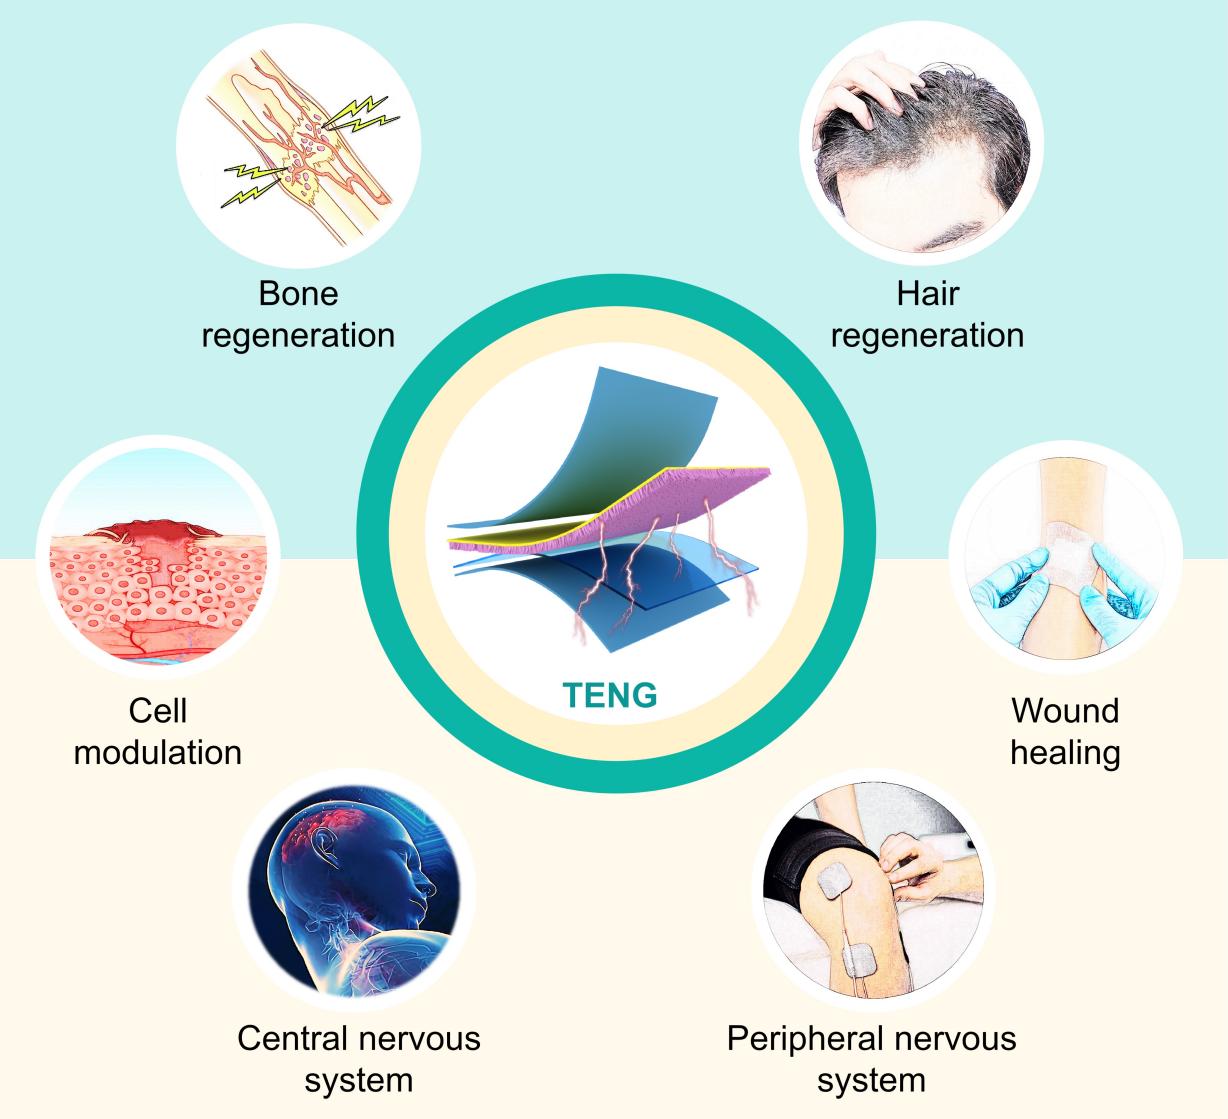 Bone
regeneration
Hair
regeneration
TENG
Cell
modulation
Wound
healing
Central nervous
system
Peripheral nervous
system